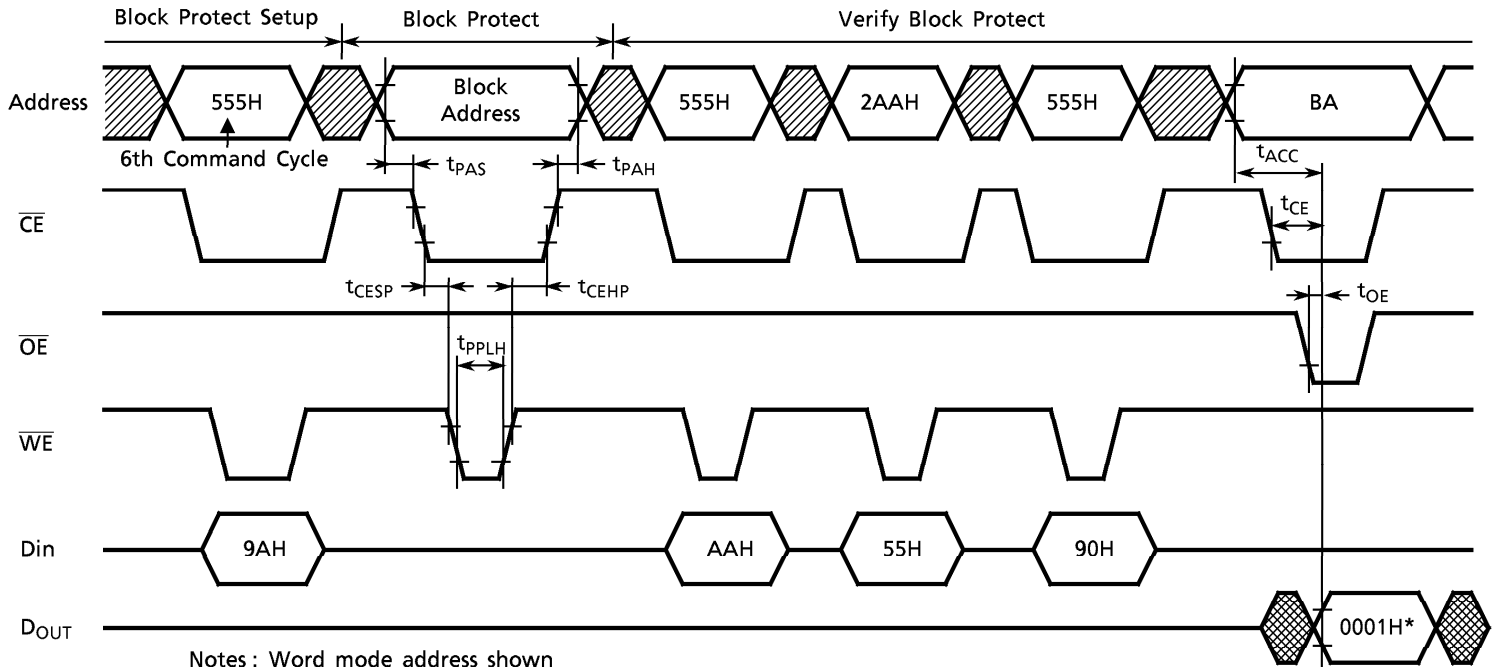 Block Protect Setup Block Protect Verify Block Protect
Address 555H Block Address 555H 2AAH 555H BA
6th Command Cycle tPAS tPAH tACC
CE tCE
tCESP tCEHP tOE
OE tPPLH
WE
Din 9AH AAH 55H 90H
DOUT 0001H*
Notes : Word mode address shown